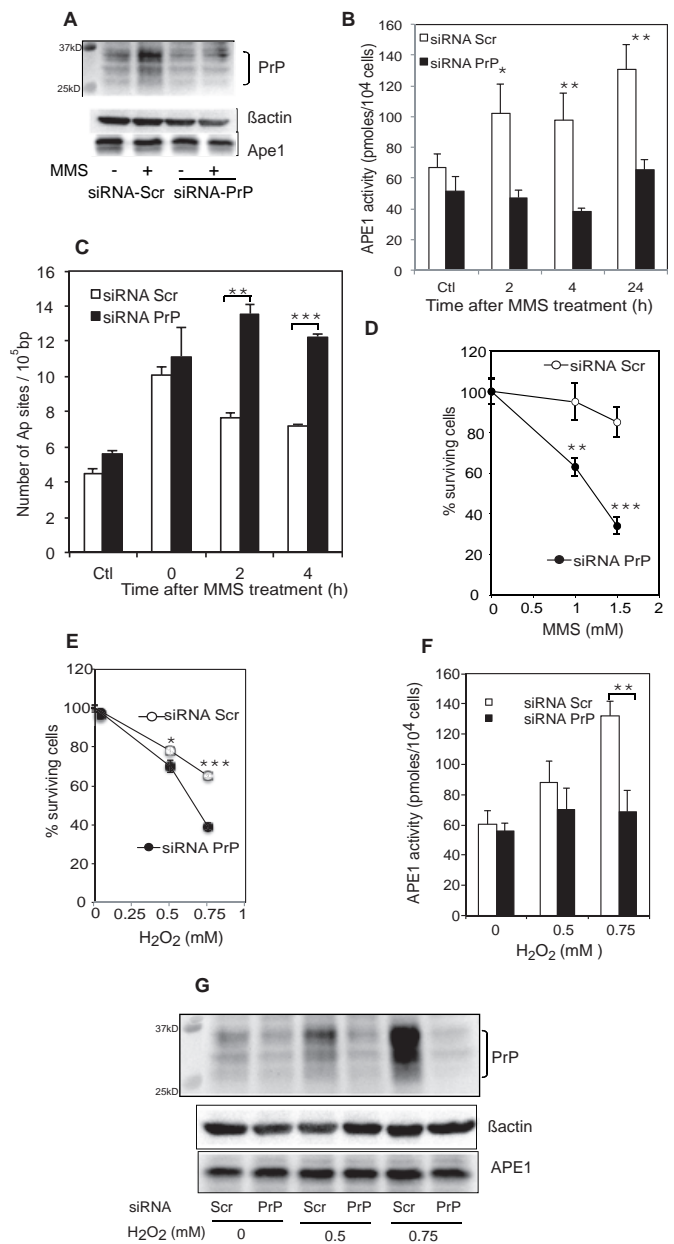 A
37kD
25kD
PrP
ßactin
Ape1
MMS - + - +
siRNA-Scr siRNA-PrP
B
APE1 activity (pmoles/10^4 cells)
160
140
120
100
80
60
40
20
0
siRNA Scr
siRNA PrP
*
**
**
Ctl 2 4 24
Time after MMS treatment (h)
C
Number of Ap sites / 10^5bp
16
14
12
10
8
6
4
2
0
siRNA Scr
siRNA PrP
**
***
Ctl 0 2 4
Time after MMS treatment (h)
D
% surviving cells
120
100
80
60
40
20
0
siRNA Scr
**
***
siRNA PrP
0 0.5 1 1.5 2
MMS (mM)
E
% surviving cells
120
100
80
60
40
20
0
siRNA Scr
*
***
siRNA PrP
0 0.25 0.5 0.75 1
H2O2 (mM)
F
APE1 activity (pmoles/10^4 cells)
160
140
120
100
80
60
40
20
0
siRNA Scr
siRNA PrP
**
0 0.5 0.75
H2O2 (mM )
G
37kD
25kD
PrP
ßactin
APE1
siRNA Scr PrP Scr PrP Scr PrP
H2O2 (mM) 0 0.5 0.75